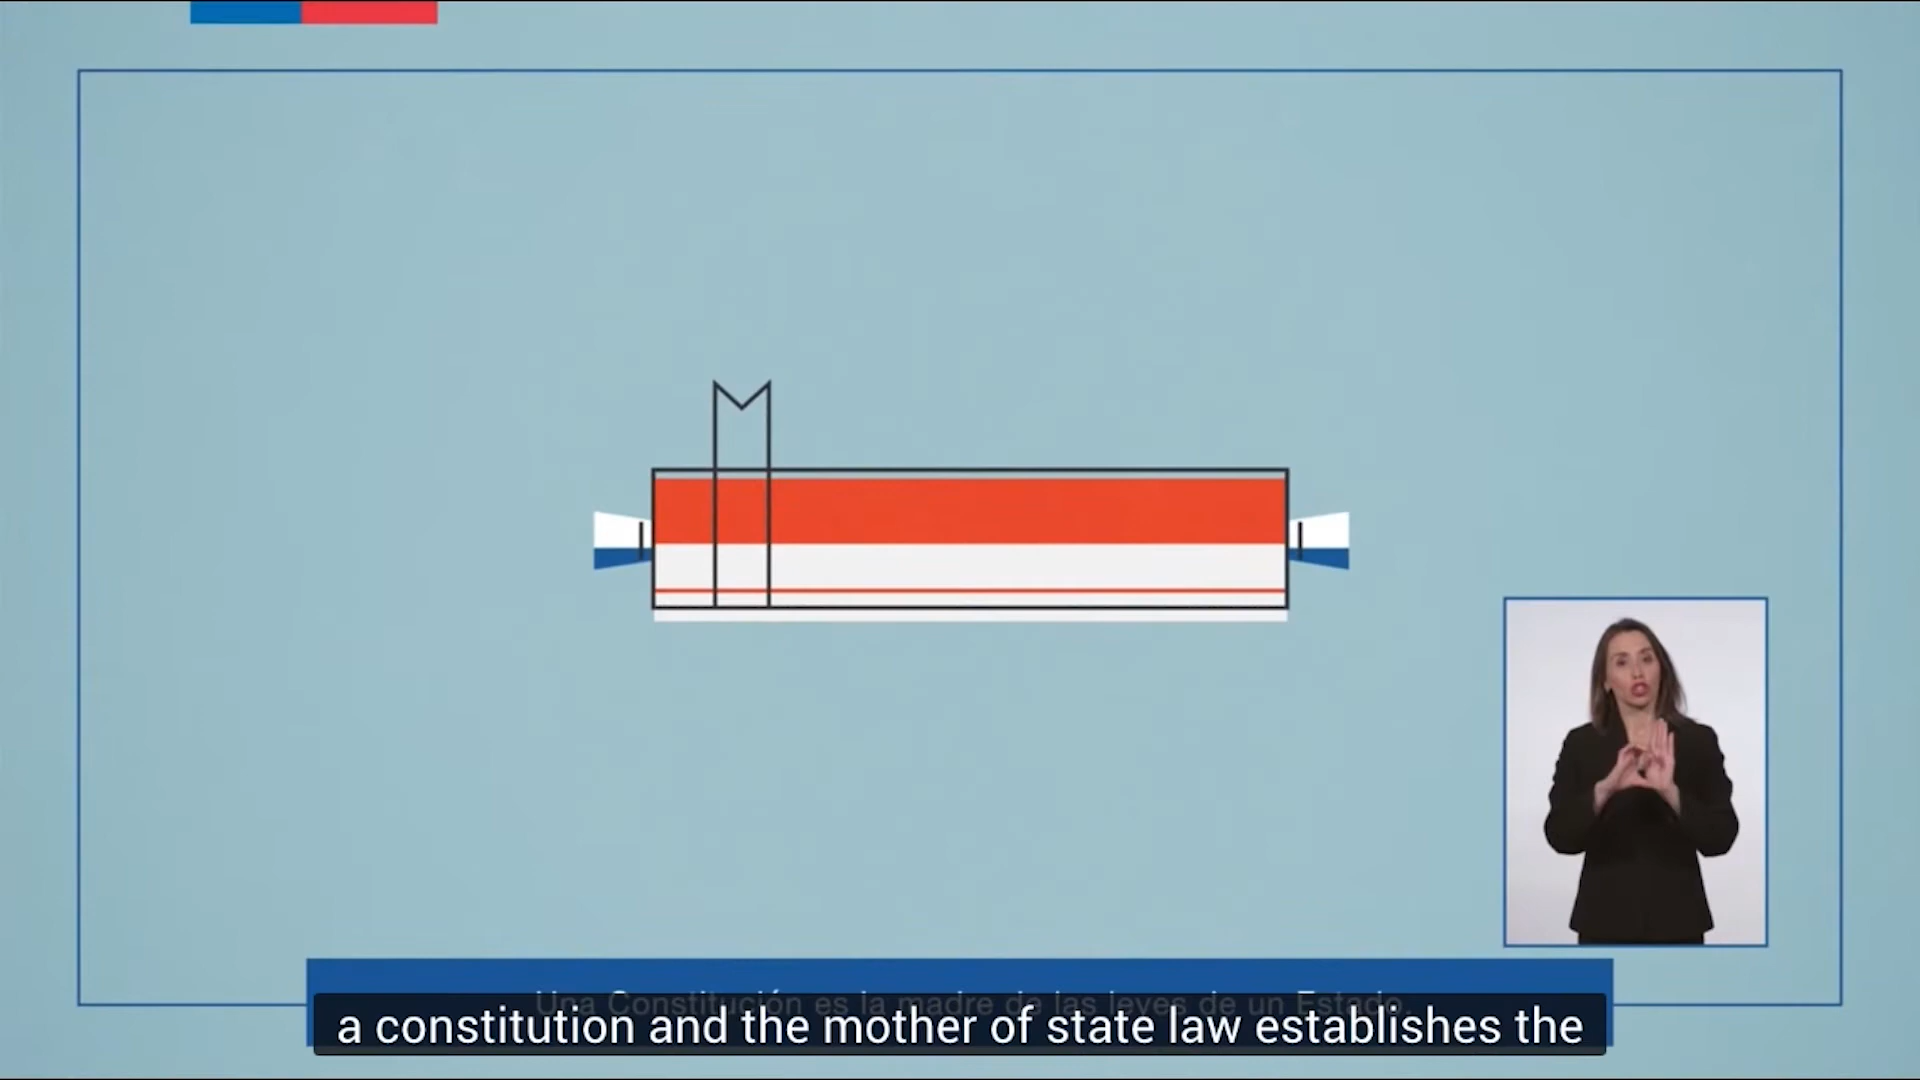 Una Constitución es la madre de las leyes de un Estado.
a constitution and the mother of state law establishes the